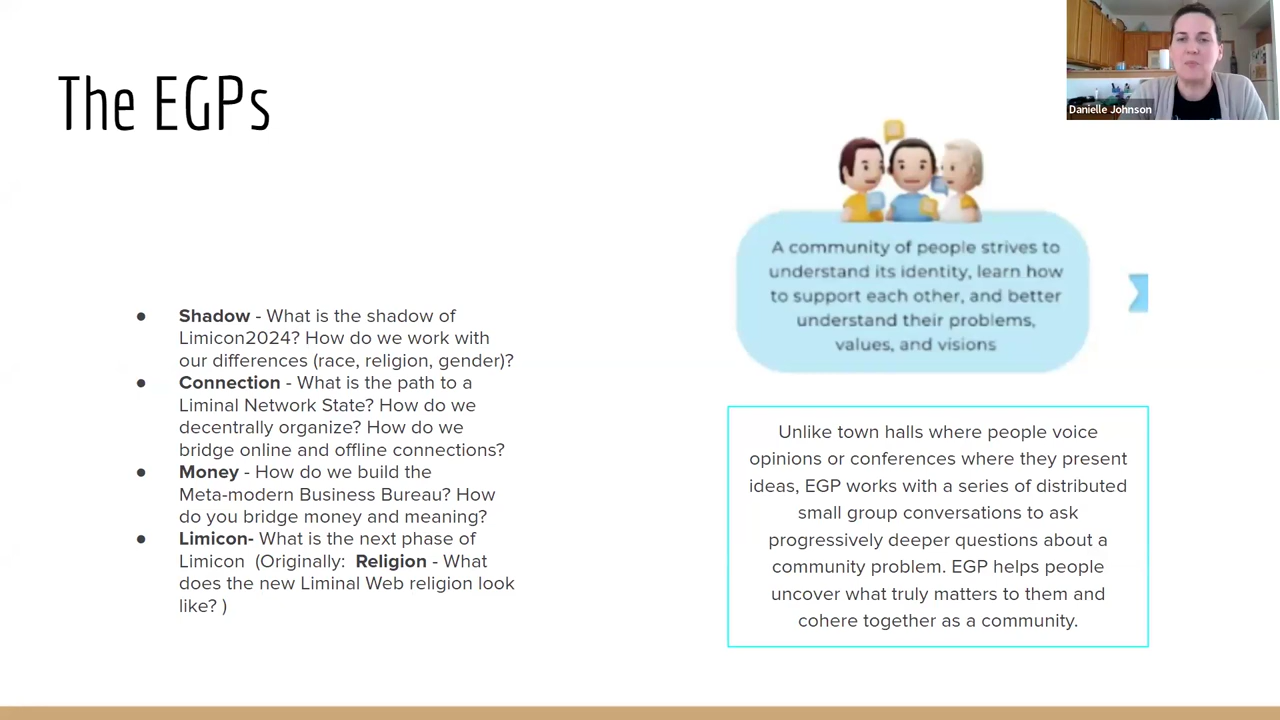 The EGPs
Danielle Johnson
● Shadow - What is the shadow of
Limicon2024? How do we work with
our differences (race, religion, gender)?
● Connection - What is the path to a
Liminal Network State? How do we
decentrally organize? How do we
bridge online and offline connections?
● Money - How do we build the
Meta-modern Business Bureau? How
do you bridge money and meaning?
● Limicon- What is the next phase of
Limicon (Originally: Religion - What
does the new Liminal Web religion look
like? )
A community of people strives to
understand its identity, learn how
to support each other, and better
understand their problems,
values, and visions
Unlike town halls where people voice
opinions or conferences where they present
ideas, EGP works with a series of distributed
small group conversations to ask
progressively deeper questions about a
community problem. EGP helps people
uncover what truly matters to them and
cohere together as a community.